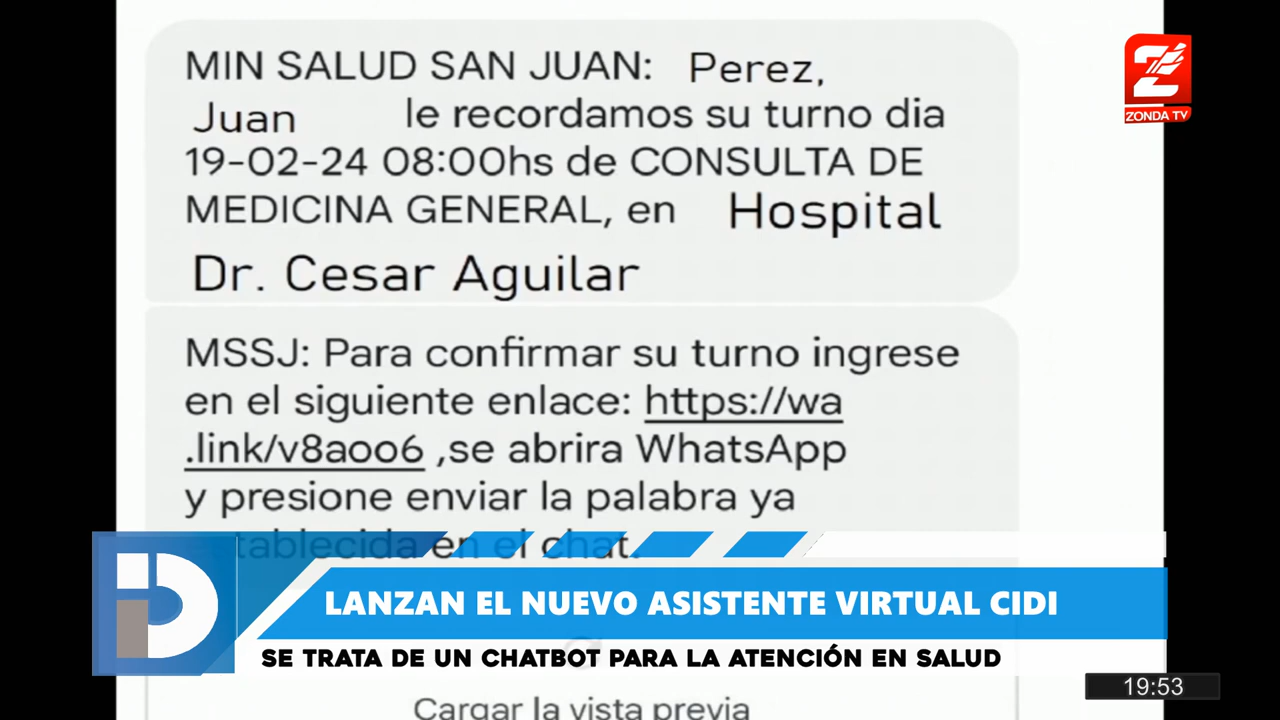 MIN SALUD SAN JUAN: Perez,
Juan le recordamos su turno dia
19-02-24 08:00hs de CONSULTA DE
MEDICINA GENERAL, en Hospital
Dr. Cesar Aguilar
MSSJ: Para confirmar su turno ingrese
en el siguiente enlace: https://wa
.link/v8aoo6 ,se abrira WhatsApp
y presione enviar la palabra ya
tablecida en el chat.
LANZAN EL NUEVO ASISTENTE VIRTUAL CIDI
SE TRATA DE UN CHATBOT PARA LA ATENCIÓN EN SALUD
Cargar la vista previa
Z
ZONDA TV
iD
19:53